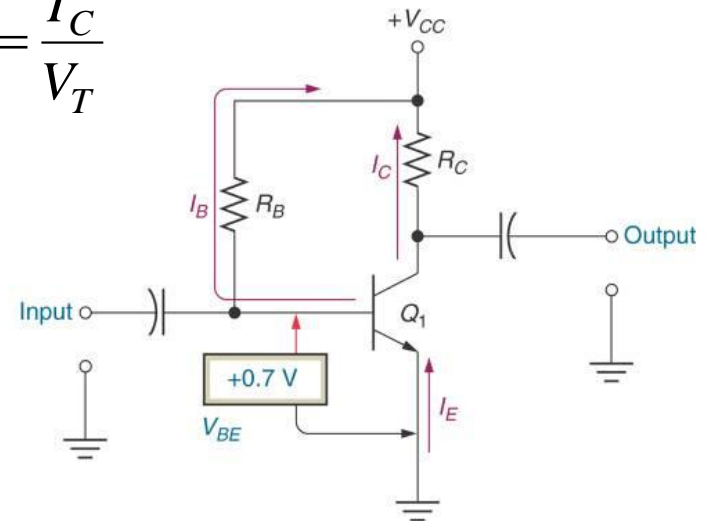 = I_C / V_T
+V_CC
I_C
R_C
I_B
R_B
Output
Input
Q_1
+0.7 V
V_BE
I_E